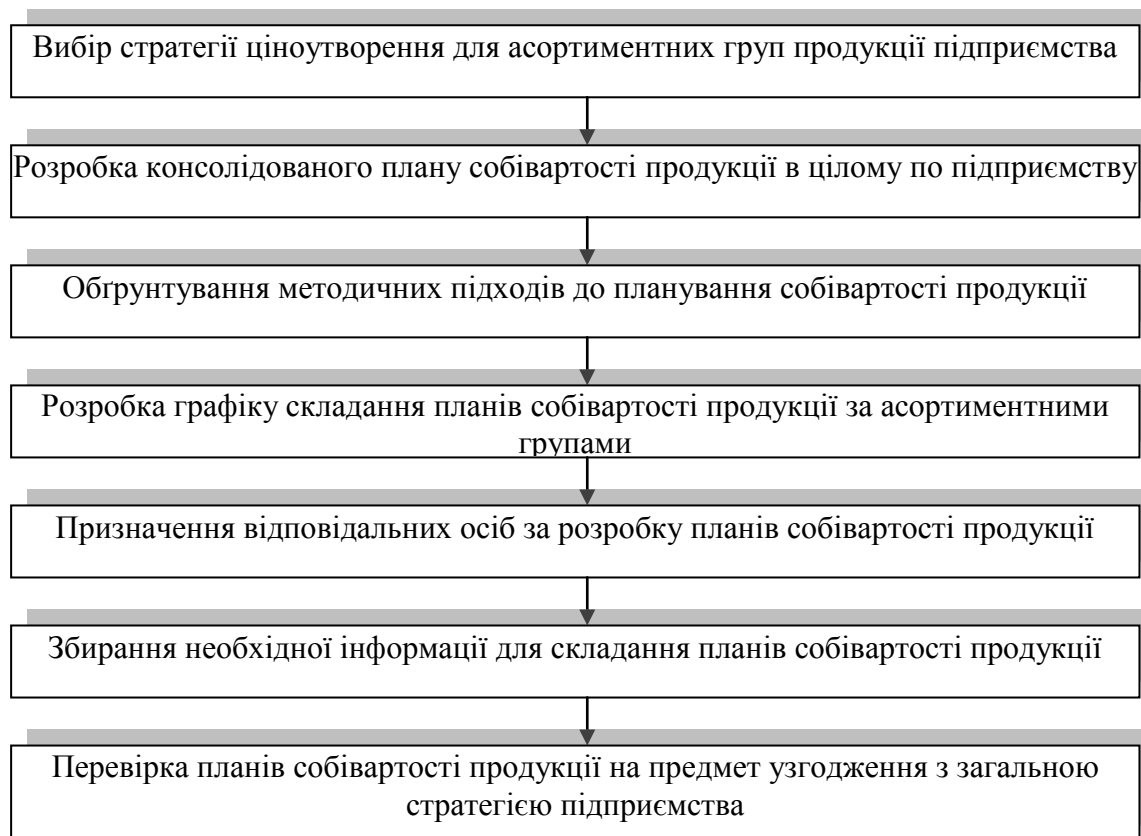 Вибір стратегії ціноутворення для асортиментних груп продукції підприємства
Розробка консолідованого плану собівартості продукції в цілому по підприємству
Обґрунтування методичних підходів до планування собівартості продукції
Розробка графіку складання планів собівартості продукції за асортиментними
групами
Призначення відповідальних осіб за розробку планів собівартості продукції
Збирання необхідної інформації для складання планів собівартості продукції
Перевірка планів собівартості продукції на предмет узгодження з загальною
стратегією підприємства